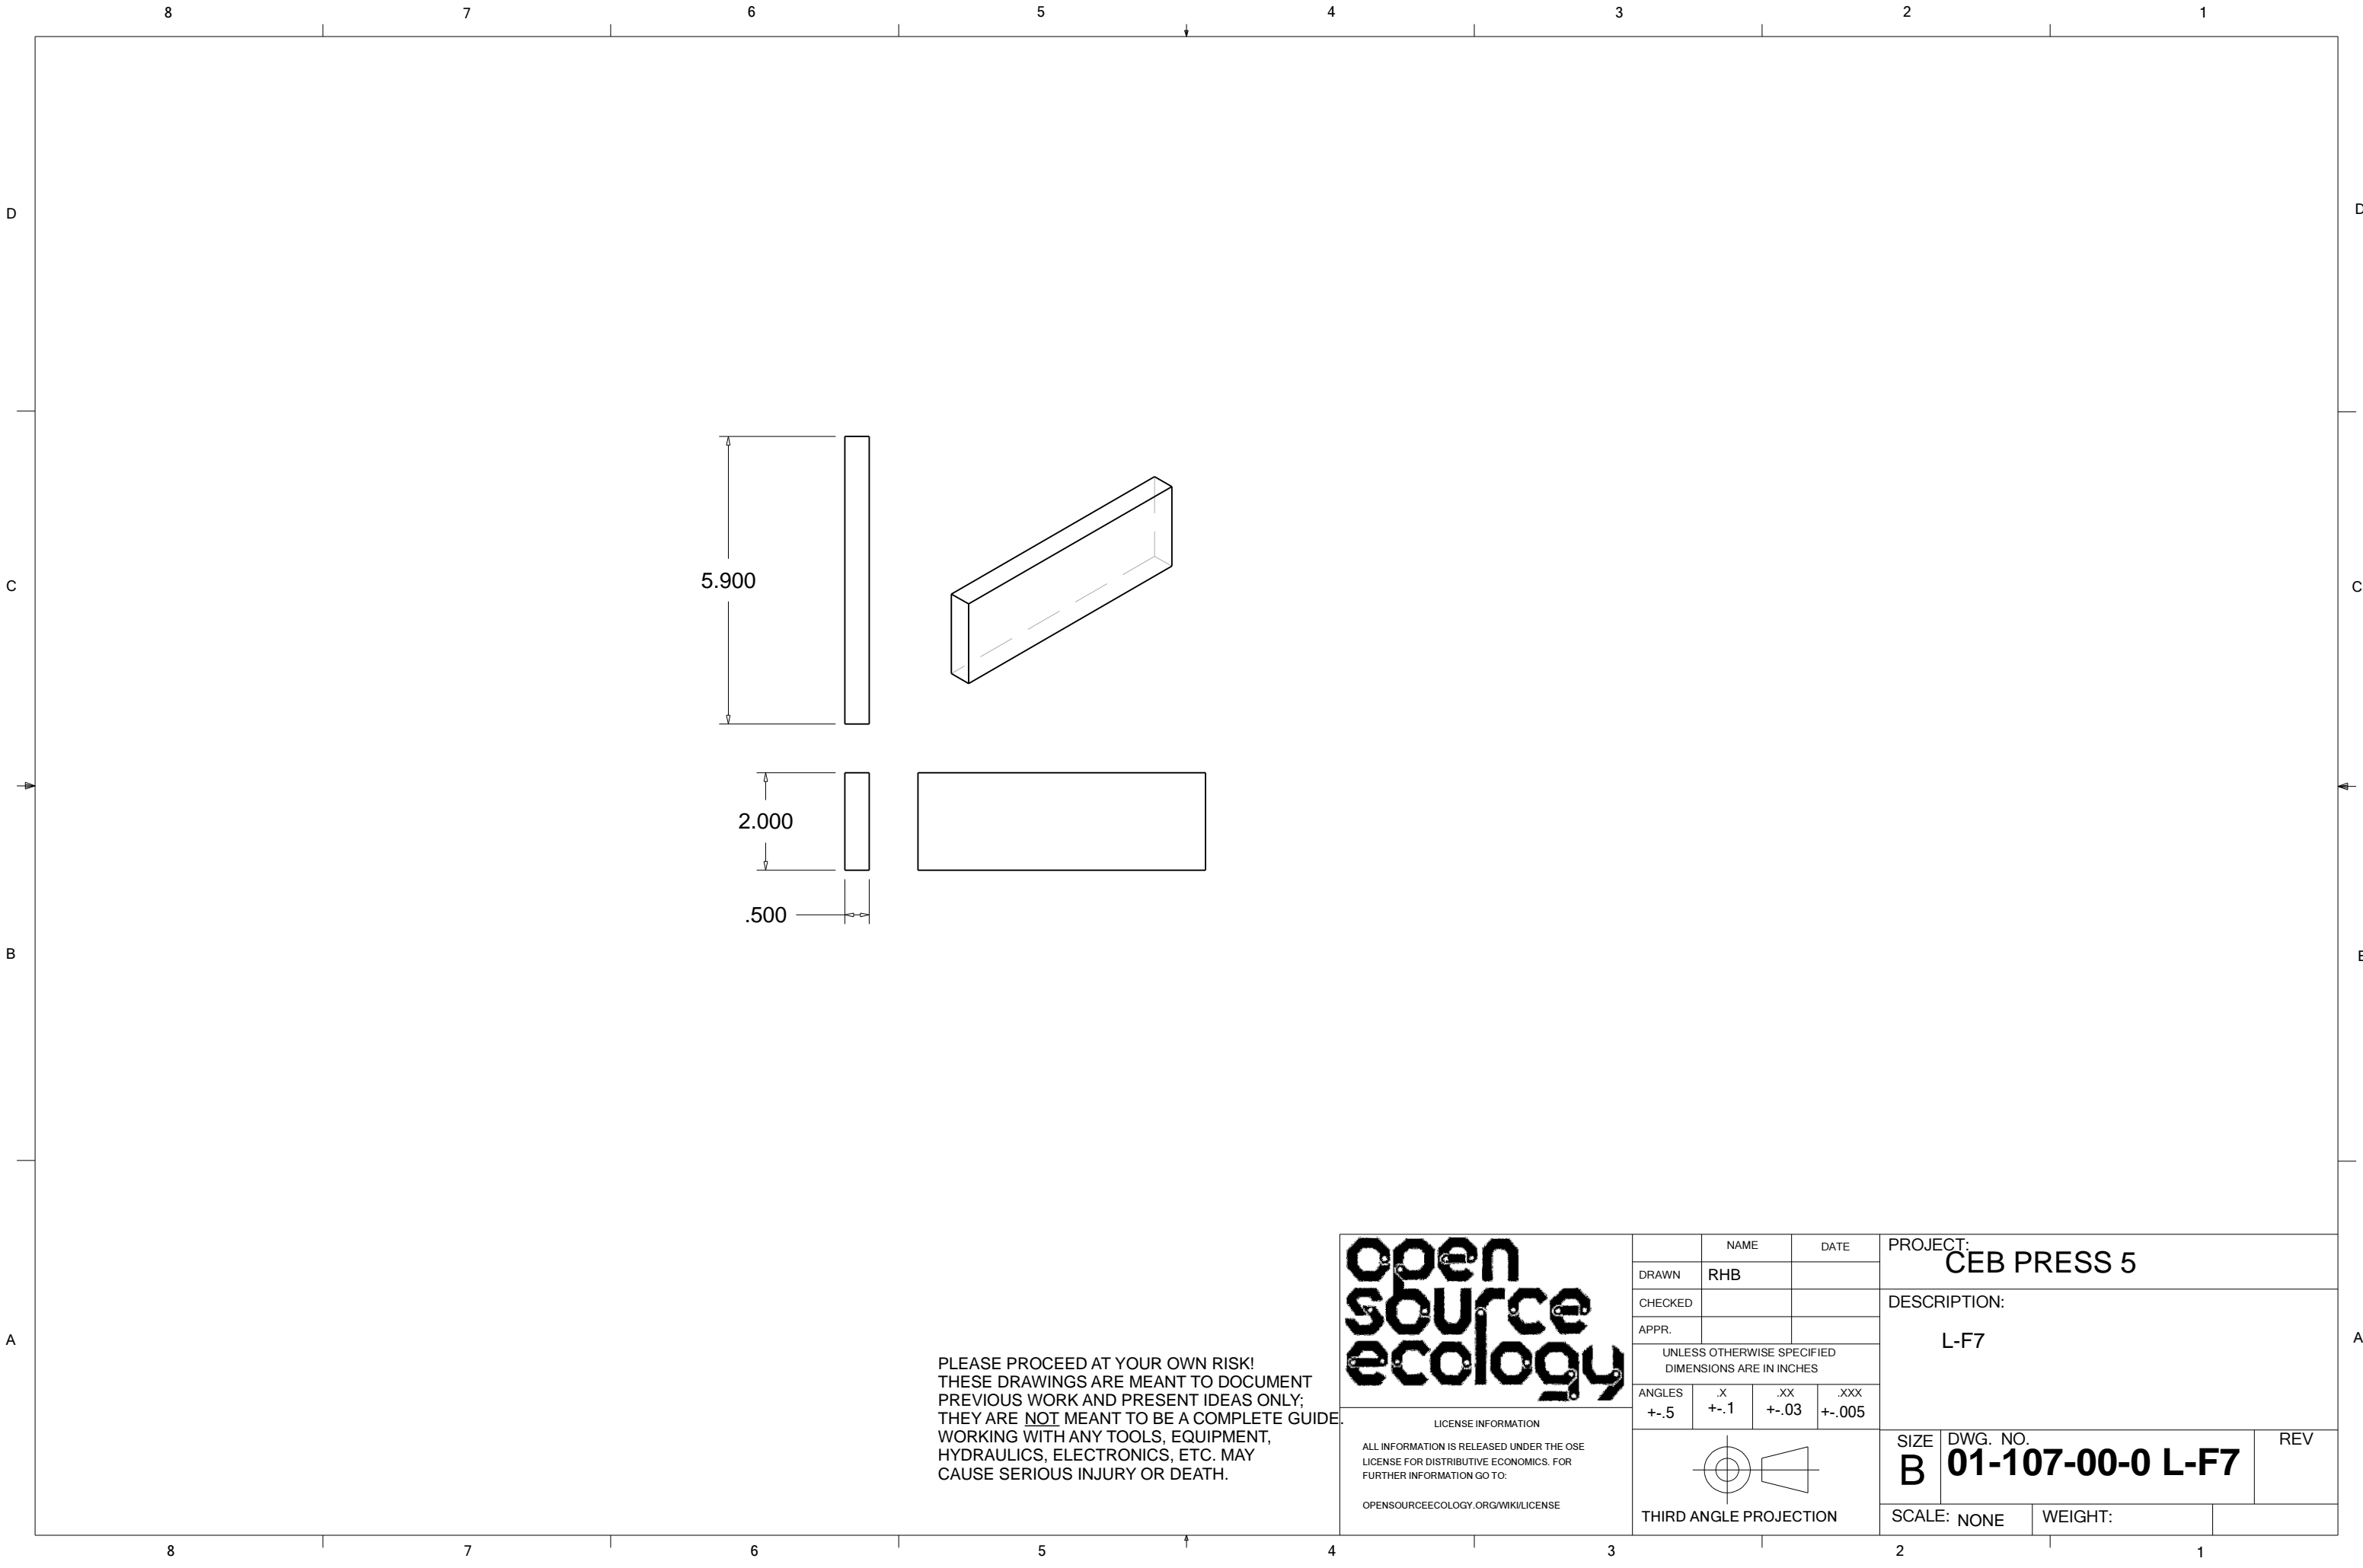 8 7 6 5 4 3 2 1
D D
5.900
C C
2.000
.500
B B
A A
PLEASE PROCEED AT YOUR OWN RISK!
THESE DRAWINGS ARE MEANT TO DOCUMENT
PREVIOUS WORK AND PRESENT IDEAS ONLY;
THEY ARE NOT MEANT TO BE A COMPLETE GUIDE.
WORKING WITH ANY TOOLS, EQUIPMENT,
HYDRAULICS, ELECTRONICS, ETC. MAY
CAUSE SERIOUS INJURY OR DEATH.
open
source
ecology
LICENSE INFORMATION
ALL INFORMATION IS RELEASED UNDER THE OSE
LICENSE FOR DISTRIBUTIVE ECONOMICS. FOR
FURTHER INFORMATION GO TO:
OPENSOURCEECOLOGY.ORG/WIKI/LICENSE
NAME DATE
DRAWN RHB
CHECKED
APPR.
UNLESS OTHERWISE SPECIFIED
DIMENSIONS ARE IN INCHES
ANGLES .X .XX .XXX
+-.5 +-.1 +-.03 +-.005
THIRD ANGLE PROJECTION
PROJECT:
CEB PRESS 5
DESCRIPTION:
L-F7
SIZE DWG. NO. REV
B 01-107-00-0 L-F7
SCALE: NONE WEIGHT:
8 7 6 5 4 3 2 1